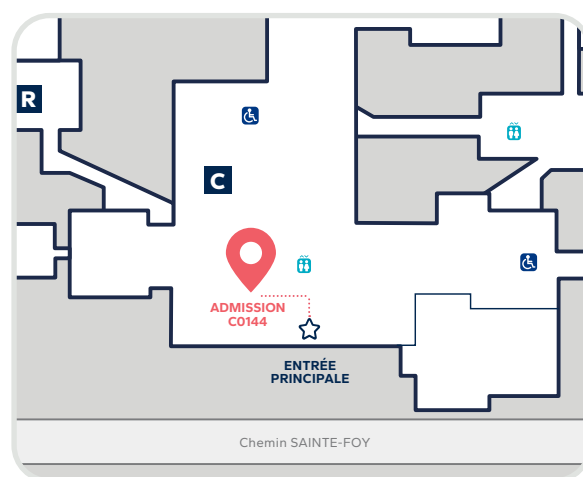 R
C
ADMISSION
C0144
ENTRÉE
PRINCIPALE
Chemin SAINTE-FOY